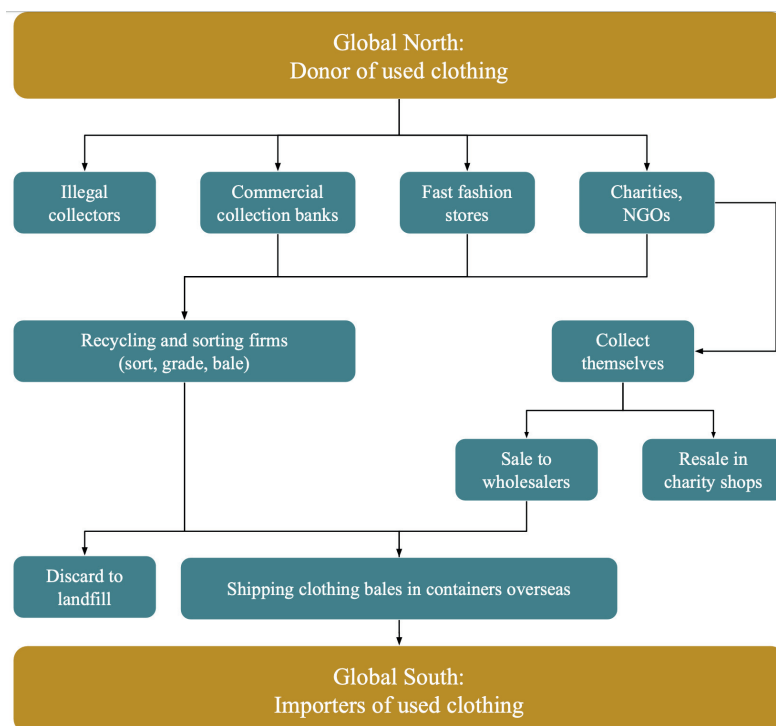 Global North:
Donor of used clothing
Illegal
collectors
Commercial
collection banks
Fast fashion
stores
Charities,
NGOs
Recycling and sorting firms
(sort, grade, bale)
Collect
themselves
Sale to
wholesalers
Resale in
charity shops
Discard to
landfill
Shipping clothing bales in containers overseas
Global South:
Importers of used clothing